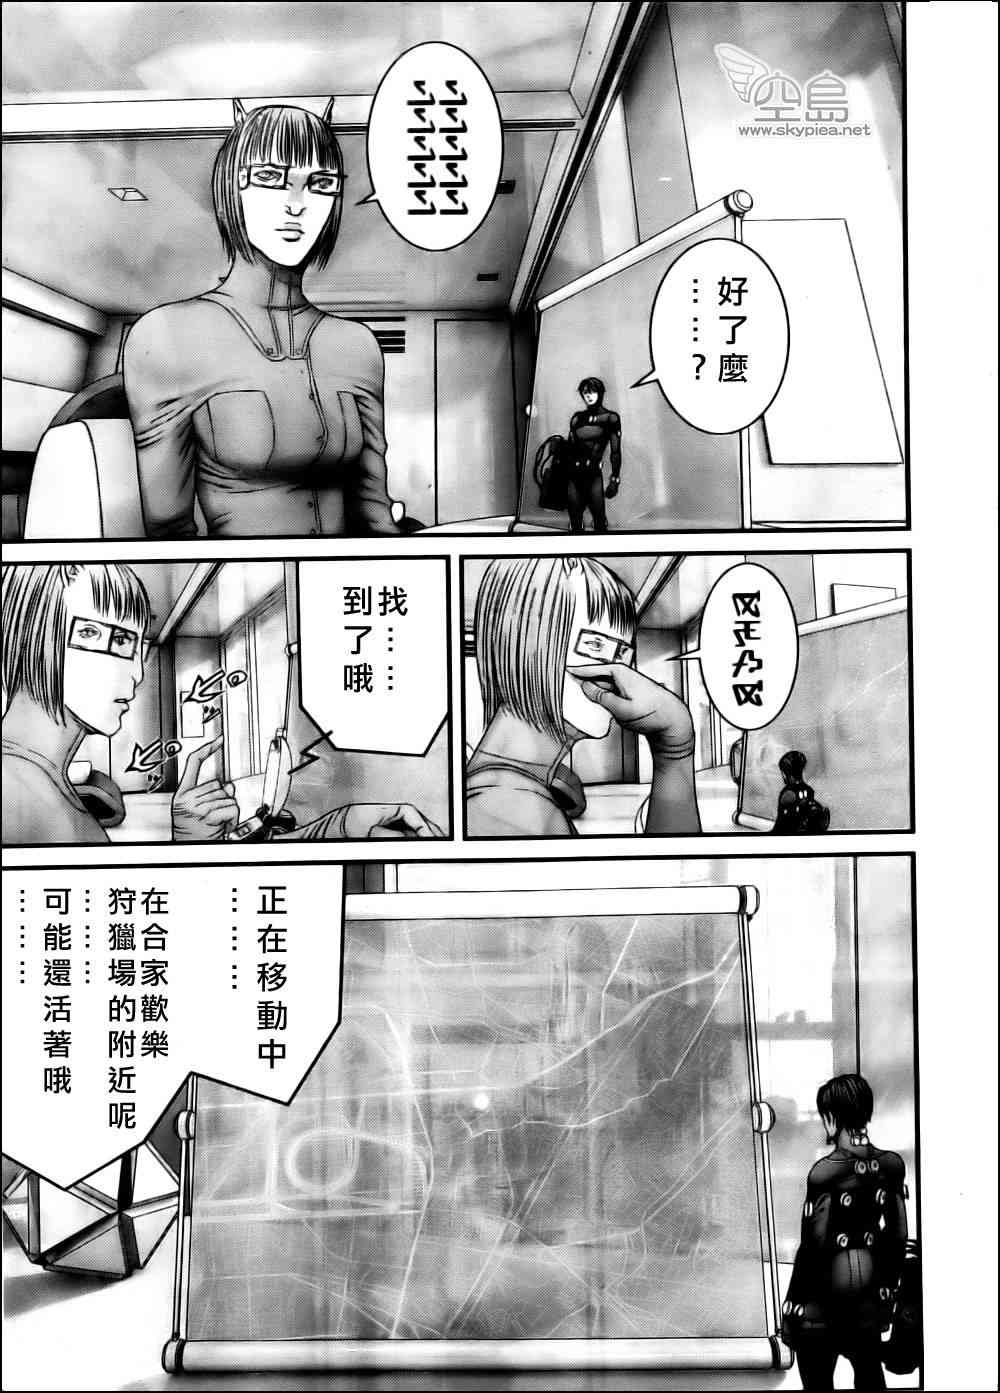 空島
www.skypiea.net
好了麼
……?
找……
到了哦
正在移動中
……
在合家歡樂
狩獵場的附近呢
……
可能還活著哦
……